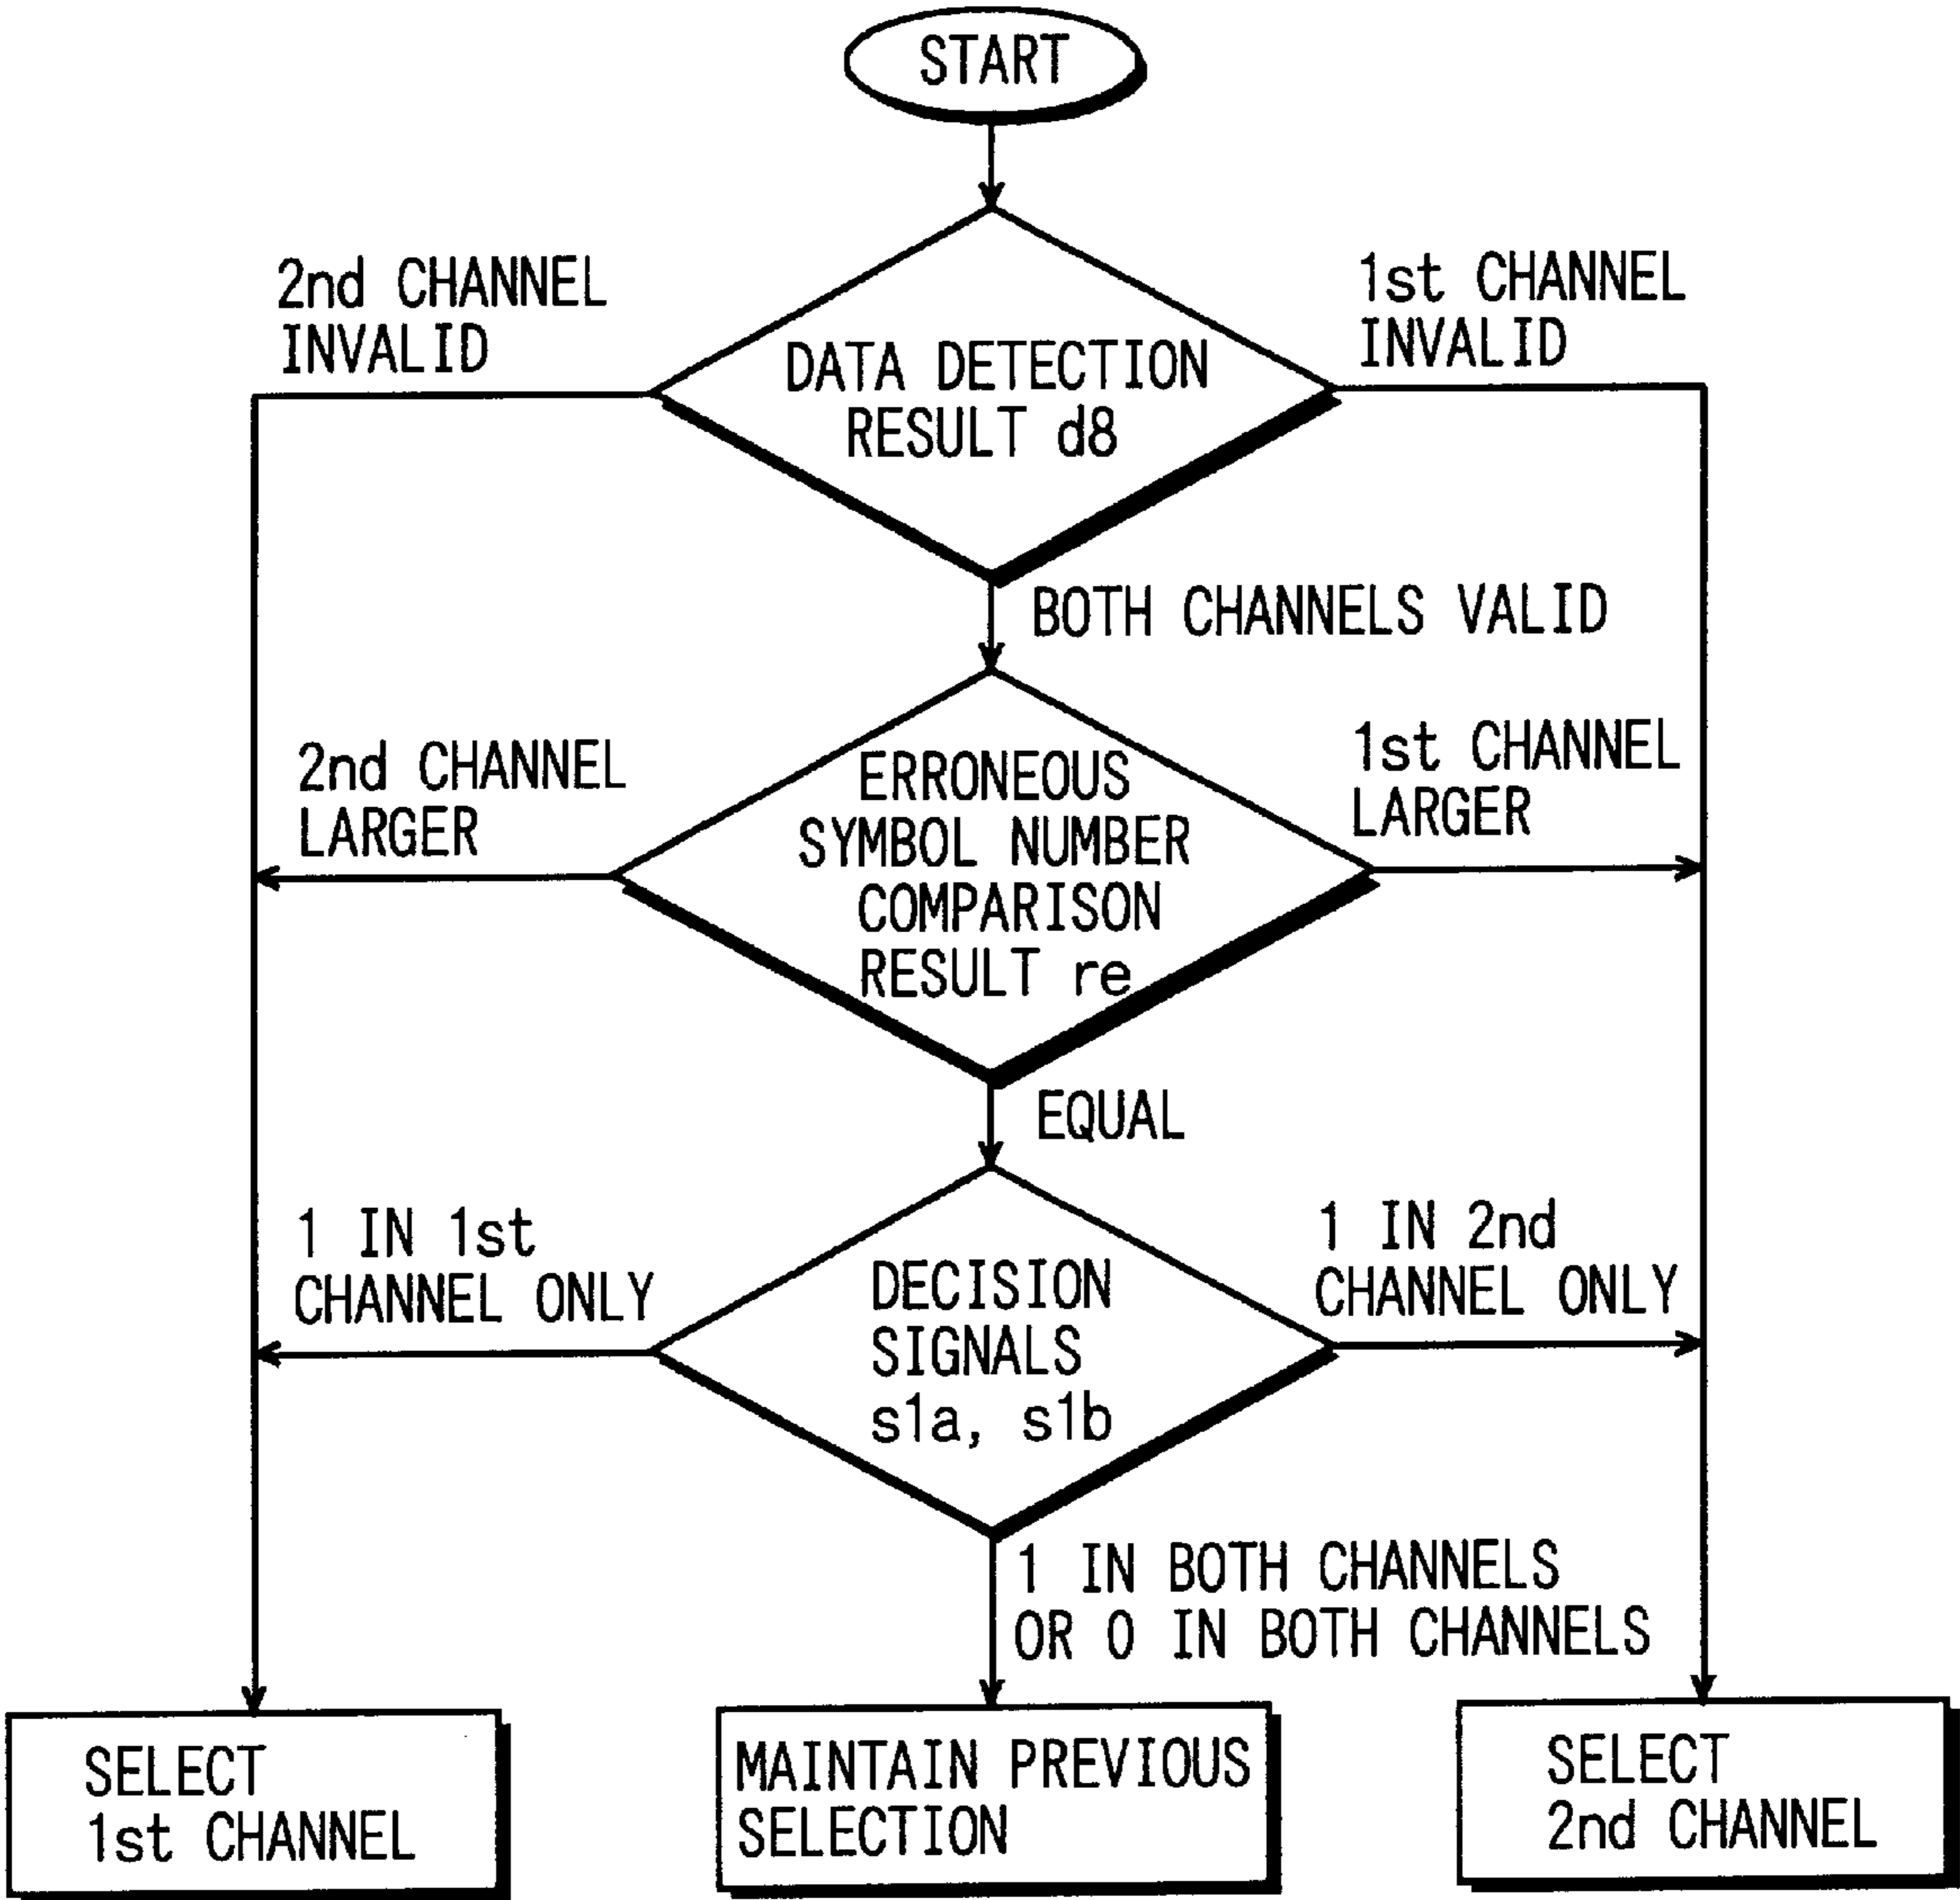 START
2nd CHANNEL
INVALID
1st CHANNEL
INVALID
DATA DETECTION
RESULT d8
BOTH CHANNELS VALID
2nd CHANNEL
LARGER
ERRONEOUS
SYMBOL NUMBER
COMPARISON
RESULT re
1st CHANNEL
LARGER
EQUAL
1 IN 1st
CHANNEL ONLY
DECISION
SIGNALS
s1a, s1b
1 IN 2nd
CHANNEL ONLY
1 IN BOTH CHANNELS
OR 0 IN BOTH CHANNELS
SELECT
1st CHANNEL
MAINTAIN PREVIOUS
SELECTION
SELECT
2nd CHANNEL